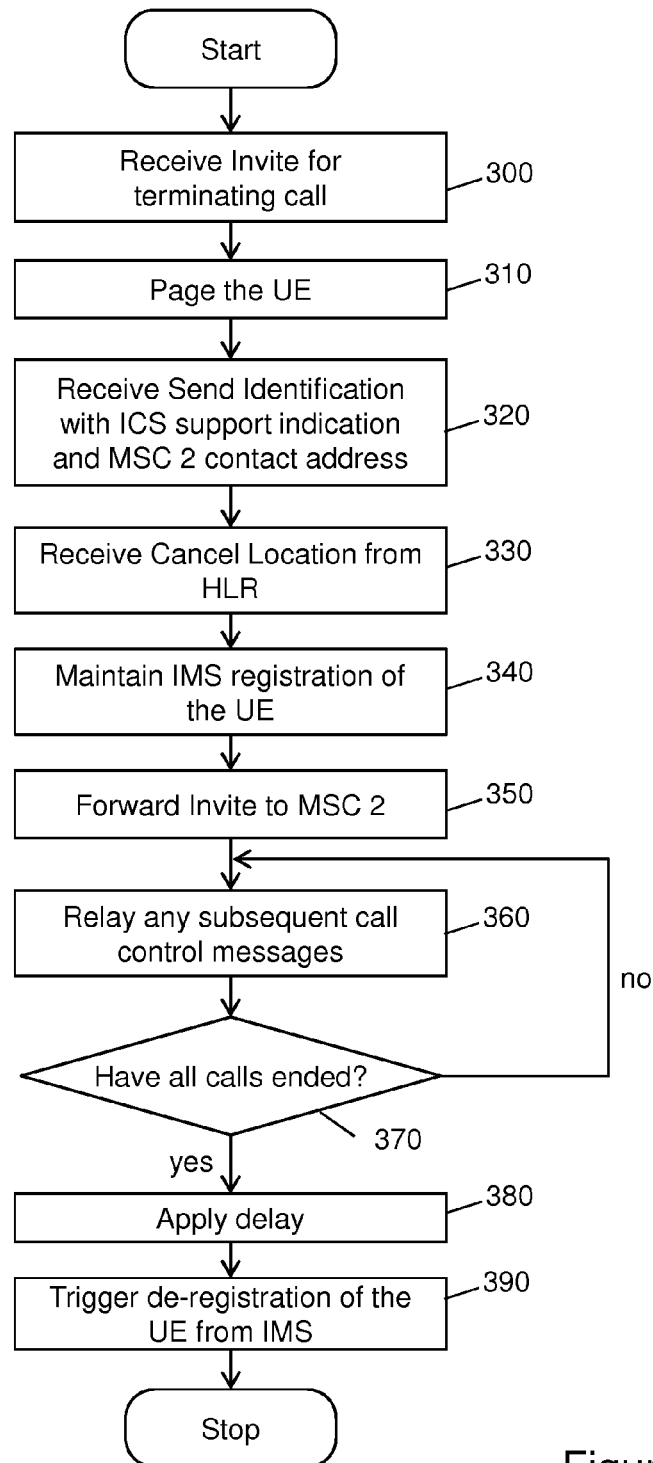 Start
Receive Invite for
terminating call
300
Page the UE
310
Receive Send Identification
with ICS support indication
and MSC 2 contact address
320
Receive Cancel Location from
HLR
330
Maintain IMS registration of
the UE
340
Forward Invite to MSC 2
350
Relay any subsequent call
control messages
360
no
Have all calls ended?
370
yes
Apply delay
380
Trigger de-registration of the
UE from IMS
390
Stop